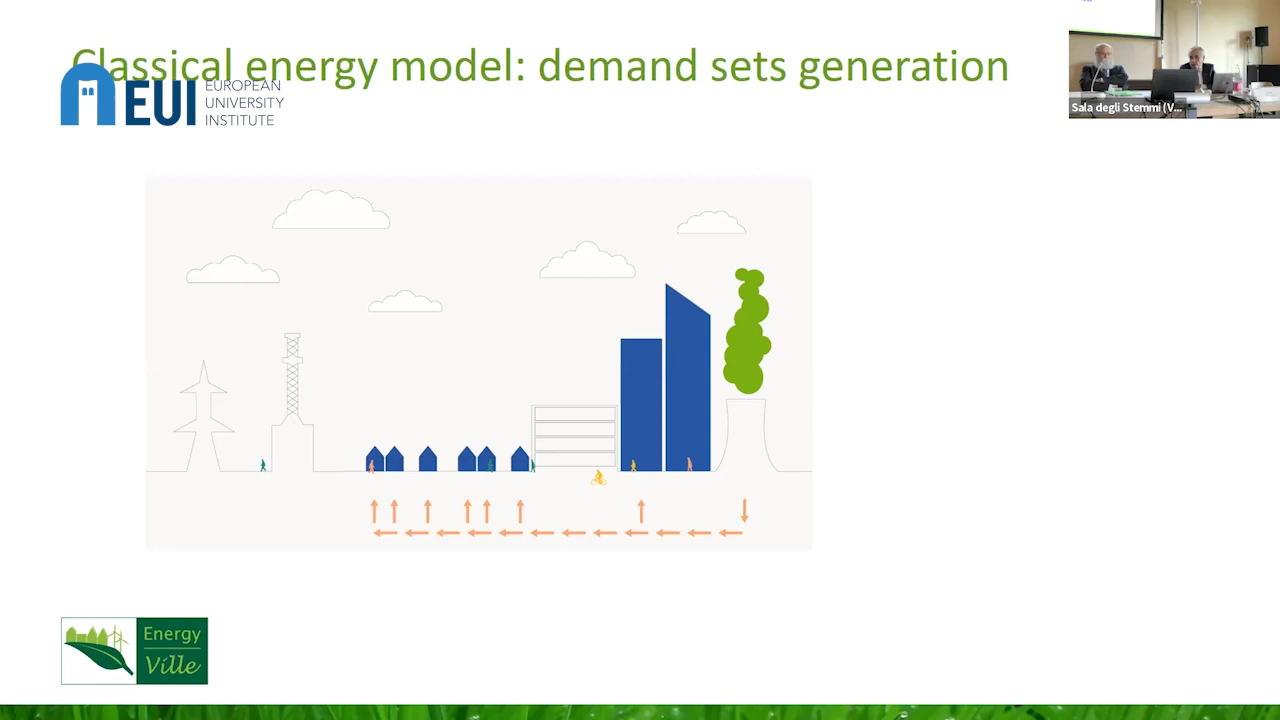 Classical energy model: demand sets generation
EUI
EUROPEAN
UNIVERSITY
INSTITUTE
Sala degli Stemmi (V...
Energy
Ville